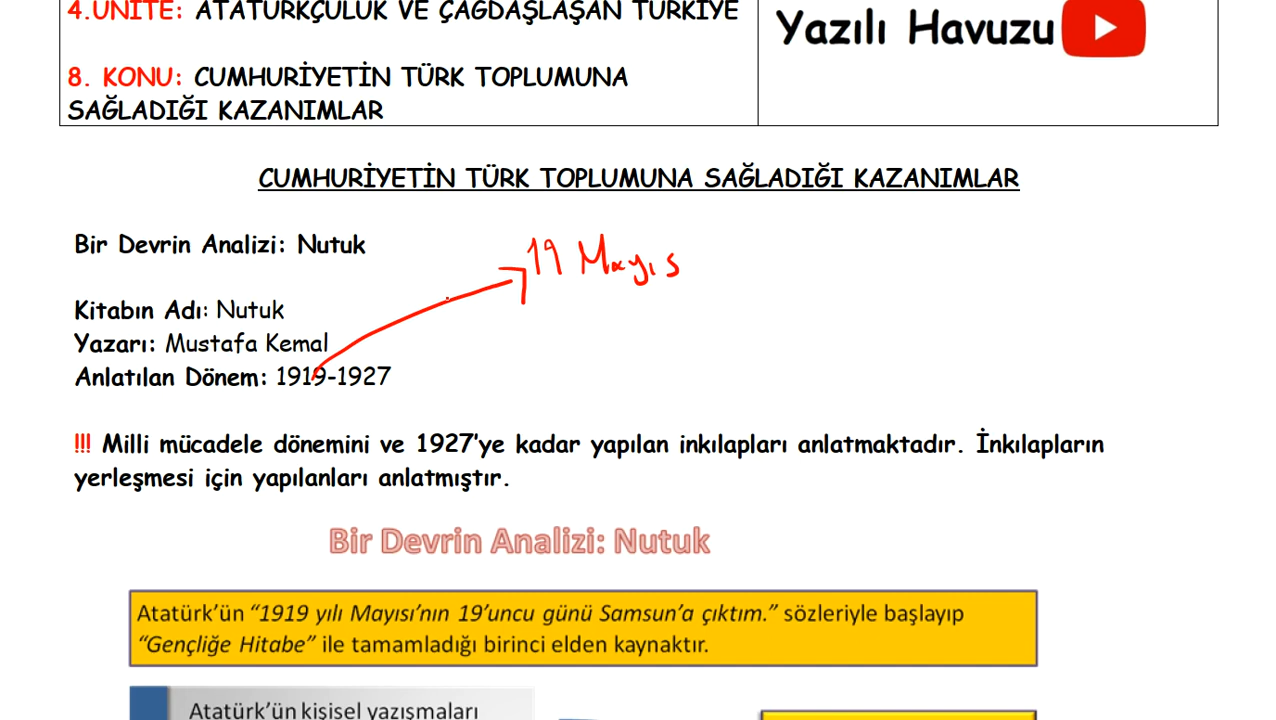 4.ÜNİTE: ATATÜRKÇÜLÜK VE ÇAĞDAŞLAŞAN TÜRKİYE
8. KONU: CUMHURİYETİN TÜRK TOPLUMUNA
SAĞLADIĞI KAZANIMLAR
Yazılı Havuzu
CUMHURİYETİN TÜRK TOPLUMUNA SAĞLADIĞI KAZANIMLAR
Bir Devrin Analizi: Nutuk
19 Mayıs
Kitabın Adı: Nutuk
Yazarı: Mustafa Kemal
Anlatılan Dönem: 1919-1927
!!! Milli mücadele dönemini ve 1927’ye kadar yapılan inkılapları anlatmaktadır. İnkılapların
yerleşmesi için yapılanları anlatmıştır.
Bir Devrin Analizi: Nutuk
Atatürk’ün “1919 yılı Mayısı’nın 19’uncu günü Samsun’a çıktım.” sözleriyle başlayıp
“Gençliğe Hitabe” ile tamamladığı birinci elden kaynaktır.
Atatürk’ün kişisel yazışmaları